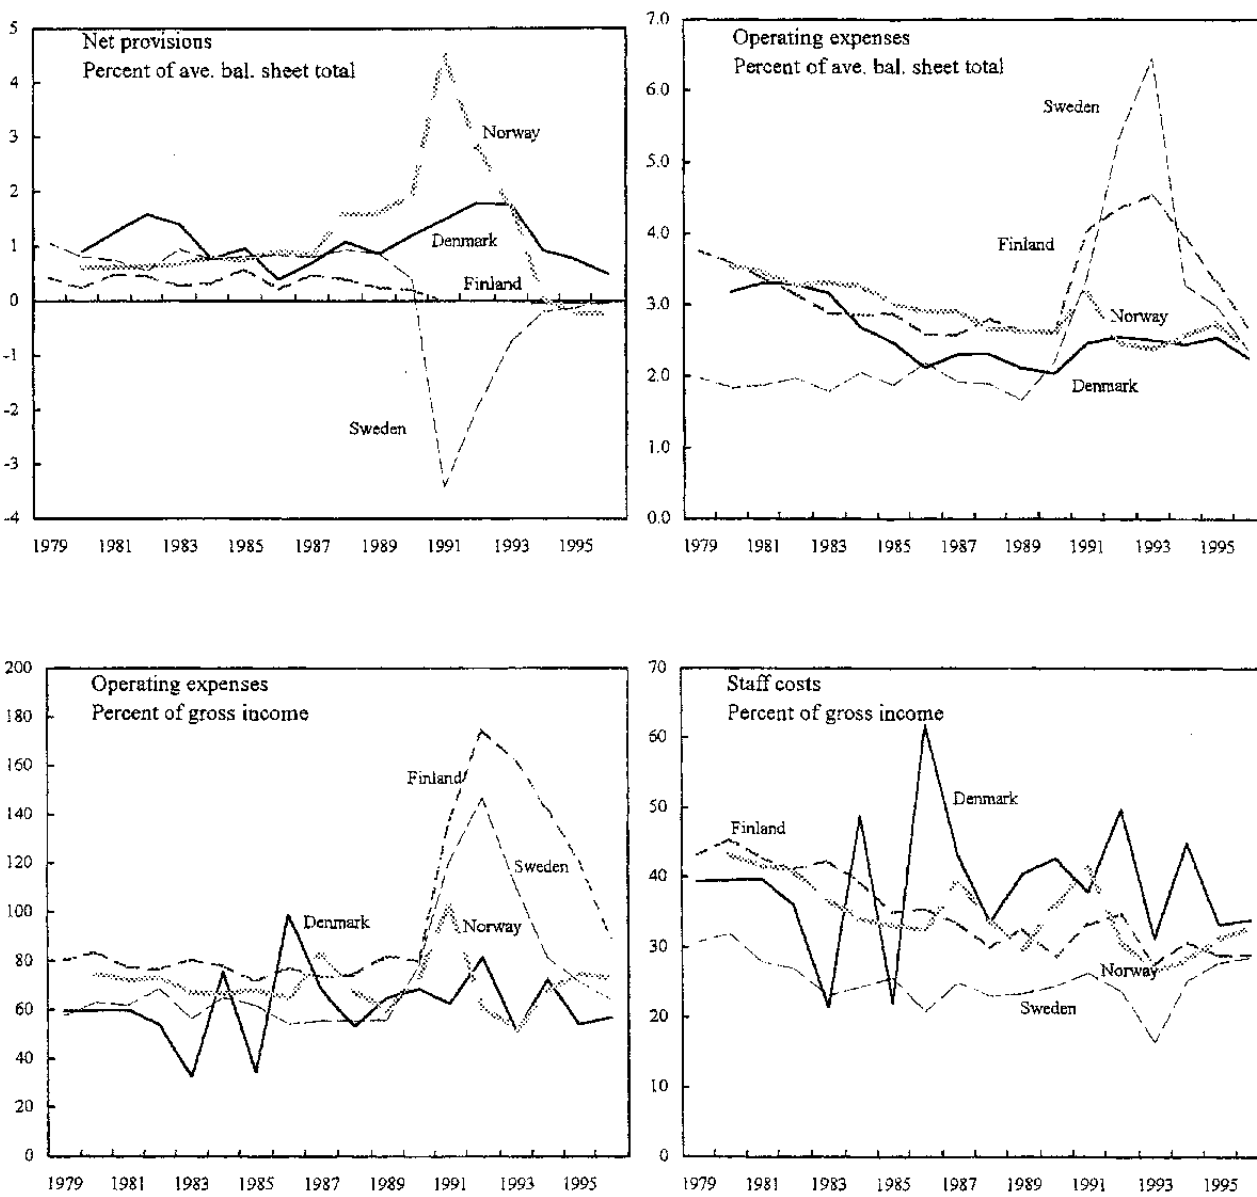 Net provisions
Percent of ave. bal. sheet total
5
4
3
2
1
0
-1
-2
-3
-4
Norway
Denmark
Finland
Sweden
1979 1981 1983 1985 1987 1989 1991 1993 1995
Operating expenses
Percent of ave. bal. sheet total
7.0
6.0
5.0
4.0
3.0
2.0
1.0
0.0
Sweden
Finland
Norway
Denmark
1979 1981 1983 1985 1987 1989 1991 1993 1995
Operating expenses
Percent of gross income
200
180
160
140
120
100
80
60
40
20
0
Finland
Sweden
Denmark
Norway
1979 1981 1983 1985 1987 1989 1991 1993 1995
Staff costs
Percent of gross income
70
60
50
40
30
20
10
0
Denmark
Finland
Norway
Sweden
1979 1981 1983 1985 1987 1989 1991 1993 1995